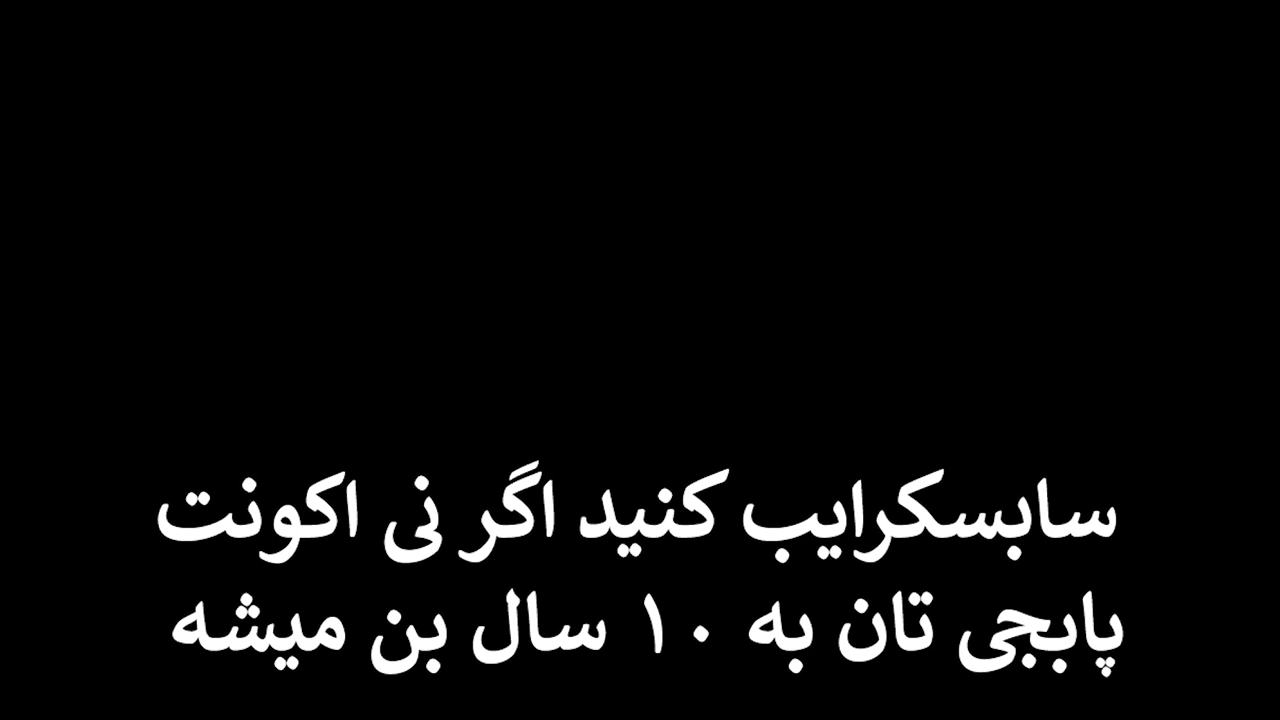 سابسکرایب کنید اگر نی اکونت
پابجی تان به ۱۰ سال بن میشه